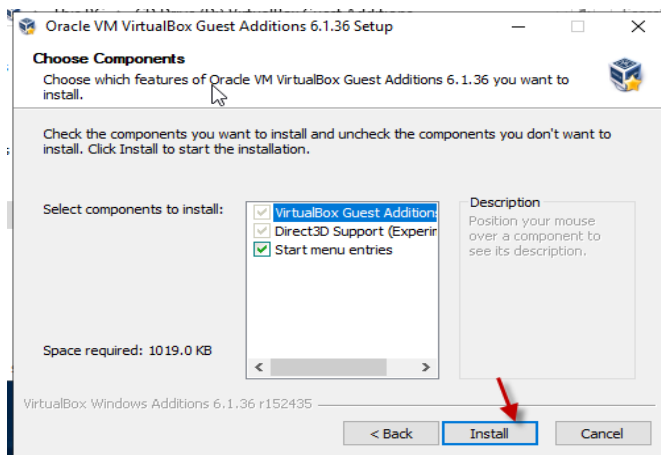 Oracle VM VirtualBox Guest Additions 6.1.36 Setup
Choose Components
Choose which features of Oracle VM VirtualBox Guest Additions 6.1.36 you want to
install.
Check the components you want to install and uncheck the components you don't want to
install. Click Install to start the installation.
Select components to install:
VirtualBox Guest Addition
Direct3D Support (Experir
Start menu entries
Description
Position your mouse
over a component to
see its description.
Space required: 1019.0 KB
VirtualBox Windows Additions 6.1.36 r152435
< Back
Install
Cancel